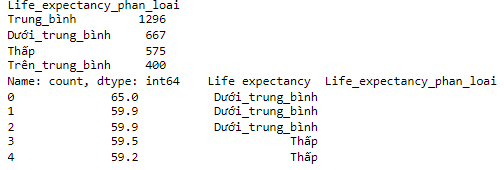 Life_expectancy_phan_loai
Trung_bình 1296
Dưới_trung_bình 667
Thấp 575
Trên_trung_bình 400
Name: count, dtype: int64 Life expectancy Life_expectancy_phan_loai
0 65.0 Dưới_trung_bình
1 59.9 Dưới_trung_bình
2 59.9 Dưới_trung_bình
3 59.5 Thấp
4 59.2 Thấp